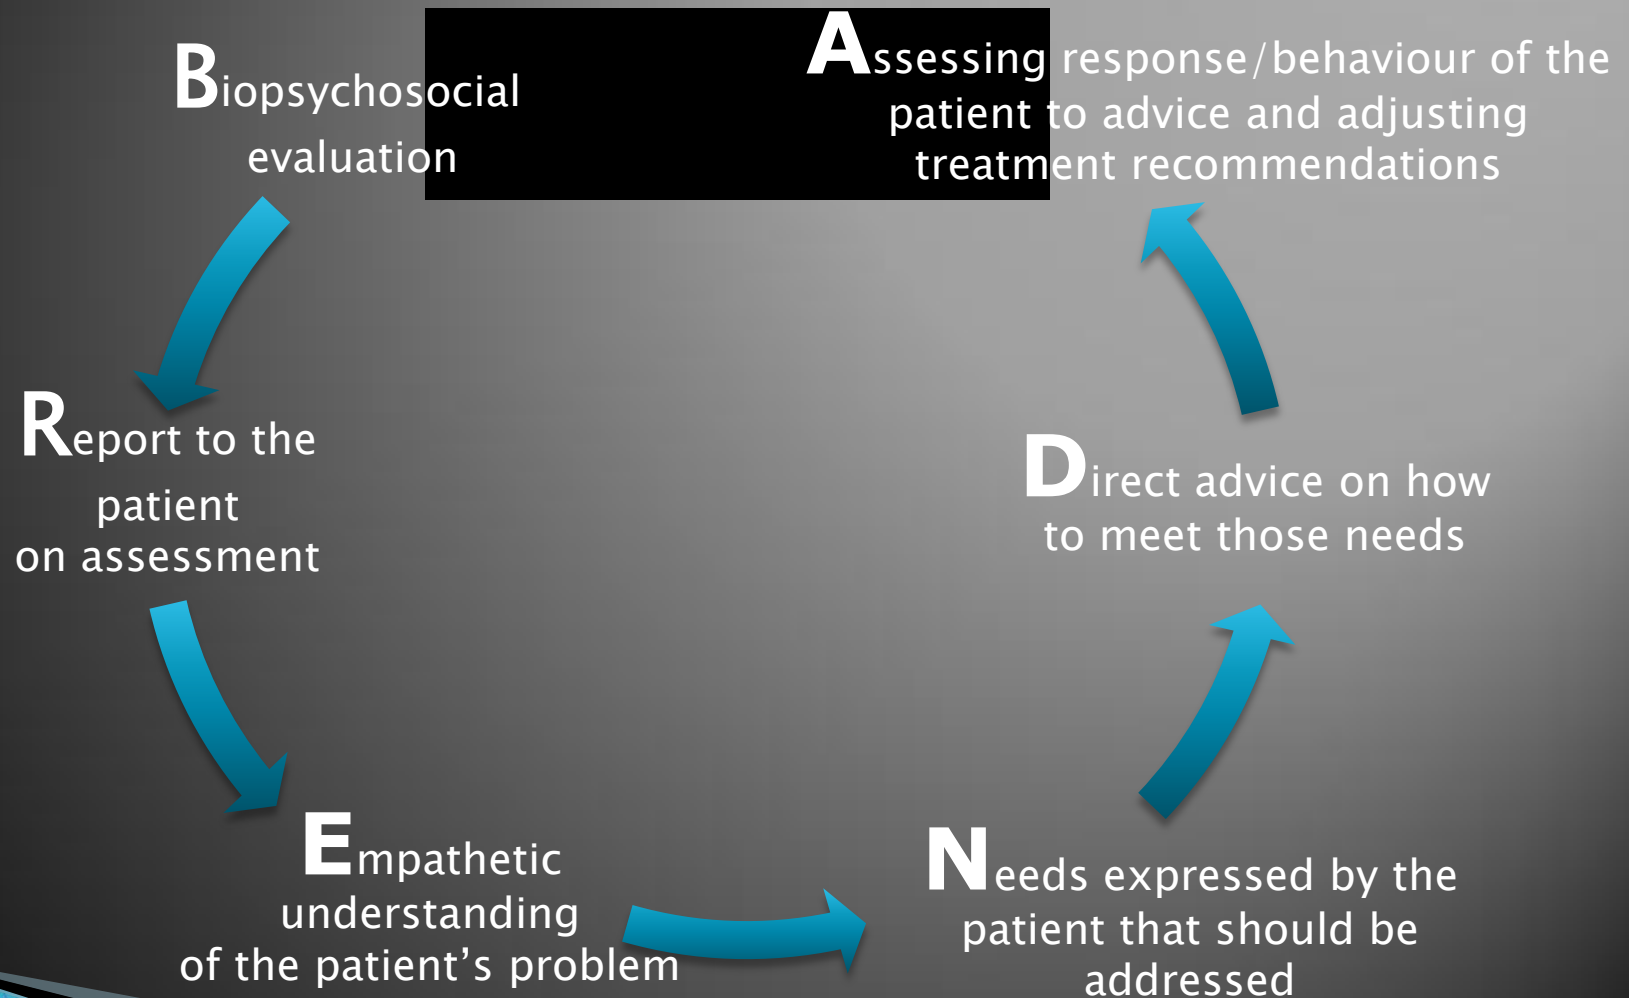 Biopsychosocial
evaluation
Report to the
patient
on assessment
Empathetic
understanding
of the patient’s problem
Needs expressed by the
patient that should be
addressed
Direct advice on how
to meet those needs
Assessing response/behaviour of the
patient to advice and adjusting
treatment recommendations